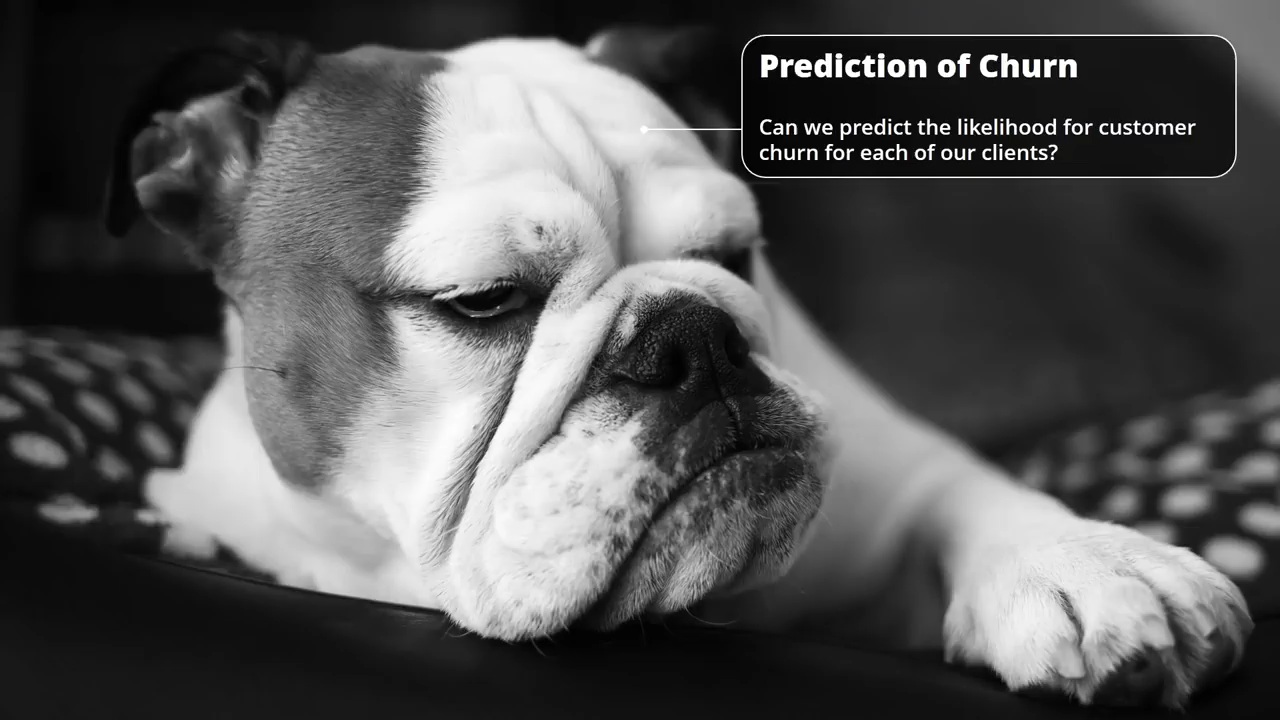 Prediction of Churn
Can we predict the likelihood for customer
churn for each of our clients?